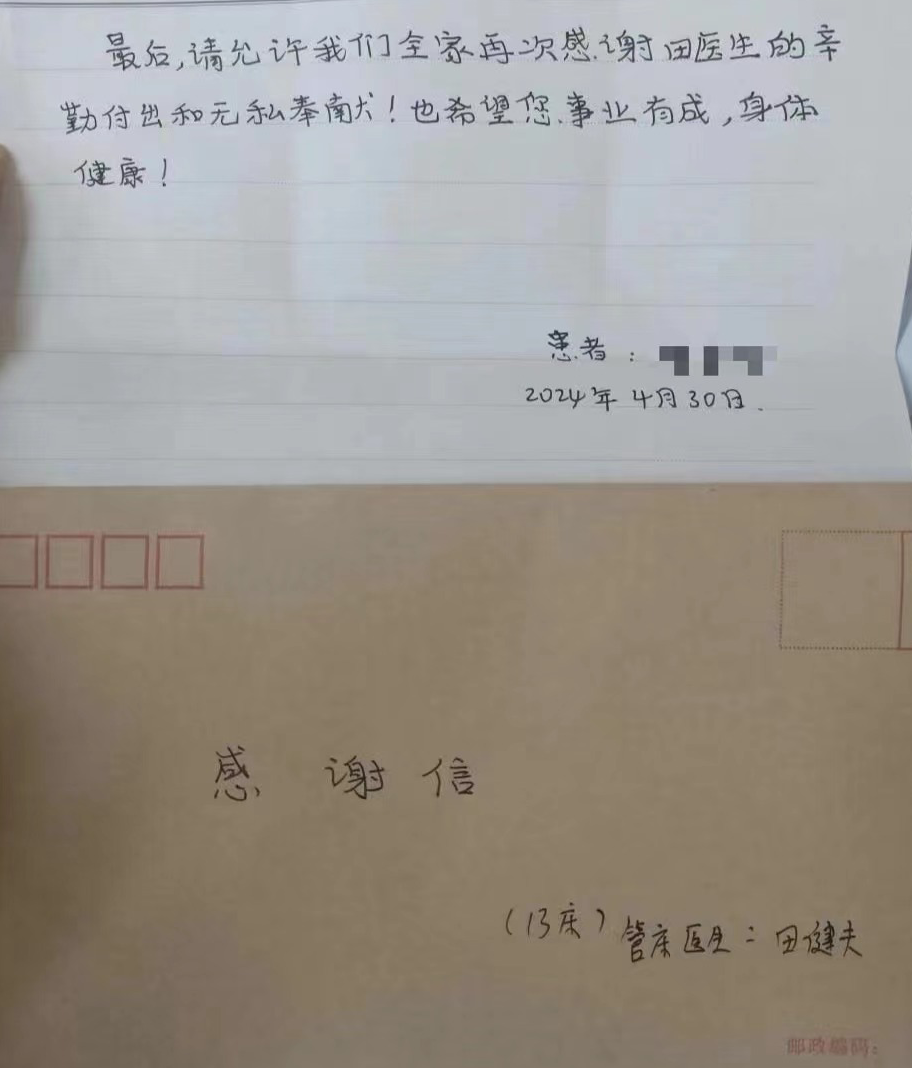 最后,请允许我们全家再次感谢田医生的辛
勤付出和无私奉献!也希望您事业有成,身体
健康!
患者:
2024年4月30日.
感谢信
(13床)管床医生:田健夫
邮政编码: